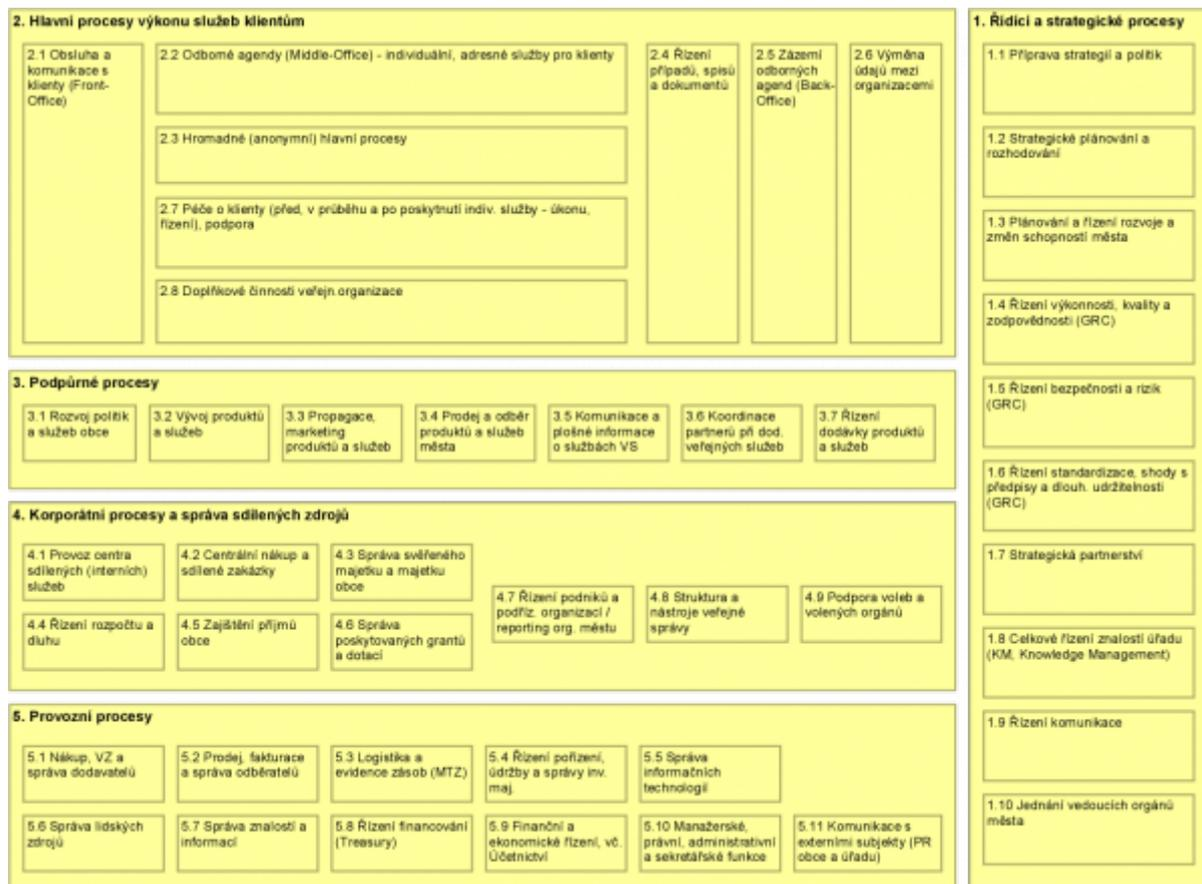 2. Hlavní procesy výkonu služeb klientům
2.1 Obsluha a
komunikace s
klienty (Front-
Office)
2.2 Odborné agendy (Middle-Office) - individuální, adresné služby pro klienty
2.3 Hromadné (anonymní) hlavní procesy
2.7 Péče o klienty (před, v průběhu a po poskytnutí indiv. služby - úkonu,
řízení), podpora
2.8 Doplňkové činnosti veřejn.organizace
2.4 Řízení
případů, spisů
a dokumentů
2.5 Zázemí
odborných
agend (Back-
Office)
2.6 Výměna
údajů mezi
organizacemi
3. Podpůrné procesy
3.1 Rozvoj politik
a služeb obce
3.2 Vývoj produktů
a služeb
3.3 Propagace,
marketing
produktů a služeb
3.4 Prodej a odběr
produktů a služeb
města
3.5 Komunikace a
plošné informace
o službách VS
3.6 Koordinace
partnerů při dod.
veřejných služeb
3.7 Řízení
dodávky produktů
a služeb
4. Korporátní procesy a správa sdílených zdrojů
4.1 Provoz centra
sdílených (interních)
služeb
4.2 Centrální nákup a
sdílené zakázky
4.3 Správa svěřeného
majetku a majetku
obce
4.4 Řízení rozpočtu a
dluhu
4.5 Zajištění příjmů
obce
4.6 Správa
poskytovaných grantů
a dotací
4.7 Řízení podniků a
podříz. organizací /
reporting org. městu
4.8 Struktura a
nástroje veřejné
správy
4.9 Podpora voleb a
volených orgánů
5. Provozní procesy
5.1 Nákup, VZ a
správa dodavatelů
5.2 Prodej, fakturace
a správa odběratelů
5.3 Logistika a
evidence zásob (MTZ)
5.4 Řízení pořízení,
údržby a správy inv.
maj.
5.5 Správa
informačních
technologií
5.6 Správa lidských
zdrojů
5.7 Správa znalostí a
informací
5.8 Řízení financování
(Treasury)
5.9 Finanční a
ekonomické řízení, vč.
Účetnictví
5.10 Manažerské,
právní, administrativní
a sekretářské funkce
5.11 Komunikace s
externími subjekty (PR
obce a úřadu)
1. Řídící a strategické procesy
1.1 Příprava strategií a politik
1.2 Strategické plánování a
rozhodování
1.3 Plánování a řízení rozvoje a
změn schopností města
1.4 Řízení výkonnosti, kvality a
zodpovědnosti (GRC)
1.5 Řízení bezpečnosti a rizik
(GRC)
1.6 Řízení standardizace, shody s
předpisy a dlouh. udržitelnosti
(GRC)
1.7 Strategická partnerství
1.8 Celkové řízení znalostí úřadu
(KM, Knowledge Management)
1.9 Řízení komunikace
1.10 Jednání vedoucích orgánů
města